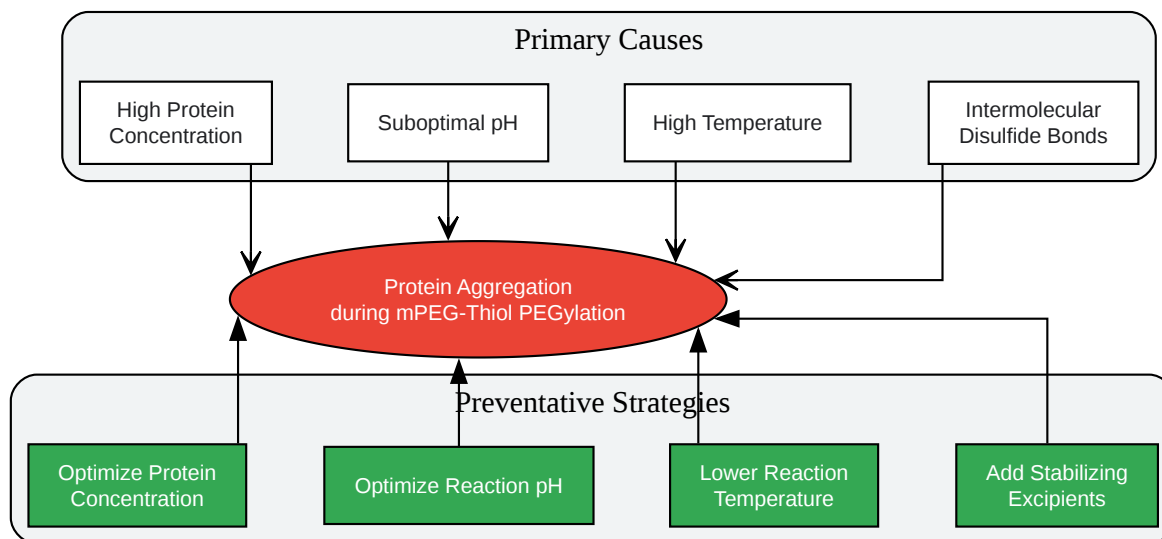 Primary Causes
High Protein
Concentration
Suboptimal pH
High Temperature
Intermolecular
Disulfide Bonds
Protein Aggregation
during mPEG-Thiol PEGylation
Preventative Strategies
Optimize Protein
Concentration
Optimize Reaction pH
Lower Reaction
Temperature
Add Stabilizing
Excipients